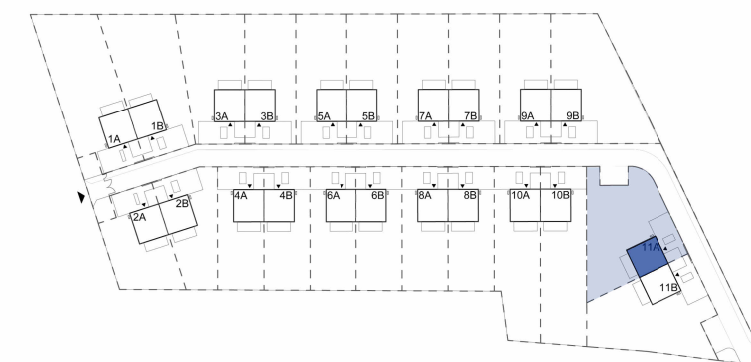 1A 1B
3A 3B
5A 5B
7A 7B
9A 9B
2A 2B
4A 4B
6A 6B
8A 8B
10A 10B
11A
11B